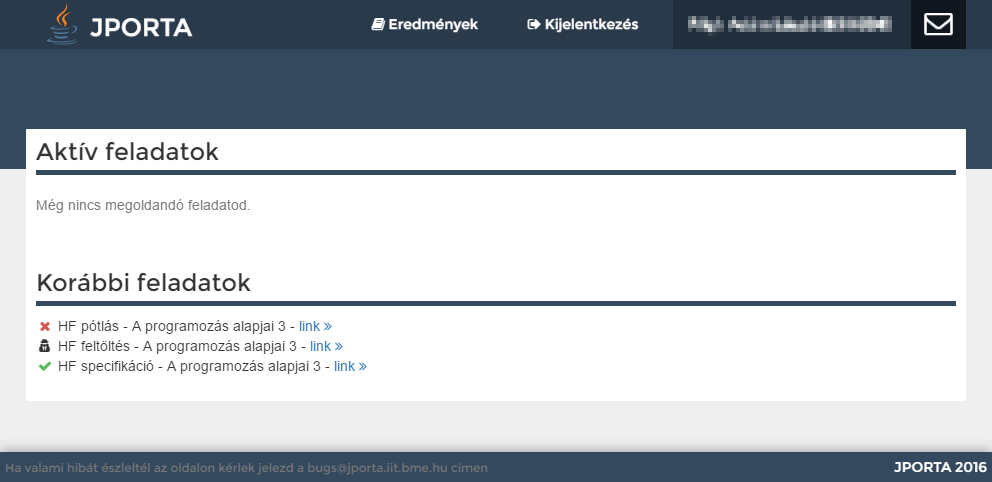 JPORTA
Eredmények
Kijelentkezés
Aktív feladatok
Még nincs megoldandó feladatod.
Korábbi feladatok
HF pótlás - A programozás alapjai 3 - link »
HF feltöltés - A programozás alapjai 3 - link »
HF specifikáció - A programozás alapjai 3 - link »
Ha valami hibát észleltél az oldalon kérlek jelezd a bugs@jporta.iit.bme.hu címen
JPORTA 2016